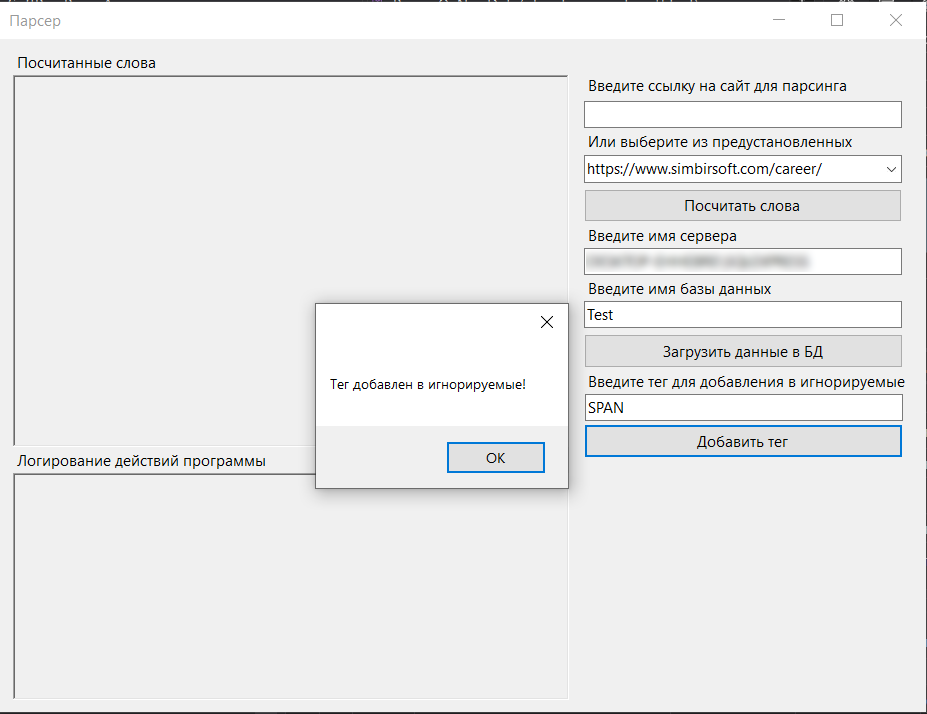 Парсер
Посчитанные слова
Введите ссылку на сайт для парсинга
Или выберите из предустановленных
https://www.simbirsoft.com/career/
Посчитать слова
Введите имя сервера
Введите имя базы данных
Test
Загрузить данные в БД
Введите тег для добавления в игнорируемые
SPAN
Добавить тег
Тег добавлен в игнорируемые!
OK
Логирование действий программы